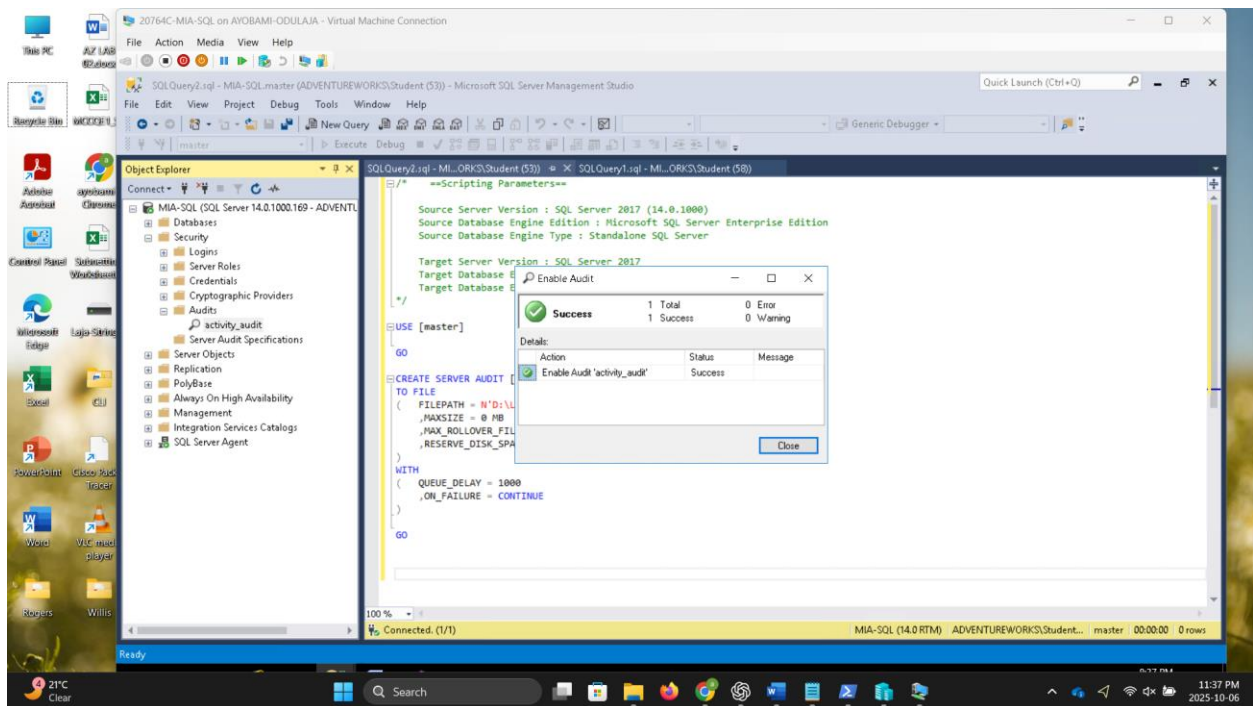 20764C-MIA-SQL on AYOBAMI-ODULAJA - Virtual Machine Connection
File Action Media View Help
SQLQuery2.sql - MIA-SQL.master (ADVENTUREWORKS\Student (53)) - Microsoft SQL Server Management Studio
Quick Launch (Ctrl+Q)
File Edit View Project Debug Tools Window Help
New Query
Generic Debugger
master
Execute Debug
Object Explorer
Connect
MIA-SQL (SQL Server 14.0.1000.169 - ADVENTU
Databases
Security
Logins
Server Roles
Credentials
Cryptographic Providers
Audits
activity_audit
Server Audit Specifications
Server Objects
Replication
PolyBase
Always On High Availability
Management
Integration Services Catalogs
SQL Server Agent
SQLQuery2.sql - MI...ORKS\Student (53))
SQLQuery1.sql - MI...ORKS\Student (58))
/* ==Scripting Parameters==
Source Server Version : SQL Server 2017 (14.0.1000)
Source Database Engine Edition : Microsoft SQL Server Enterprise Edition
Source Database Engine Type : Standalone SQL Server
Target Server Version : SQL Server 2017
Target Database E
Target Database E
*/
USE [master]
GO
CREATE SERVER AUDIT [
TO FILE
( FILEPATH = N'D:\L
,MAXSIZE = 0 MB
,MAX_ROLLOVER_FIL
,RESERVE_DISK_SPA
)
WITH
( QUEUE_DELAY = 1000
,ON_FAILURE = CONTINUE
)
GO
Enable Audit
Success
1 Total 0 Error
1 Success 0 Warning
Details:
Action Status Message
Enable Audit 'activity_audit' Success
Close
100 %
Connected. (1/1)
MIA-SQL (14.0 RTM) ADVENTUREWORKS\Student... master 00:00:00 0 rows
Ready
This PC
Recycle Bin
Adobe
Acrobat
Chrome
Control Panel
Microsoft
Edge
Excel
CLI
PowerPoint
Tracer
Word
player
Rogers
Willis
4
21°C
Clear
Search
11:37 PM
2025-10-06